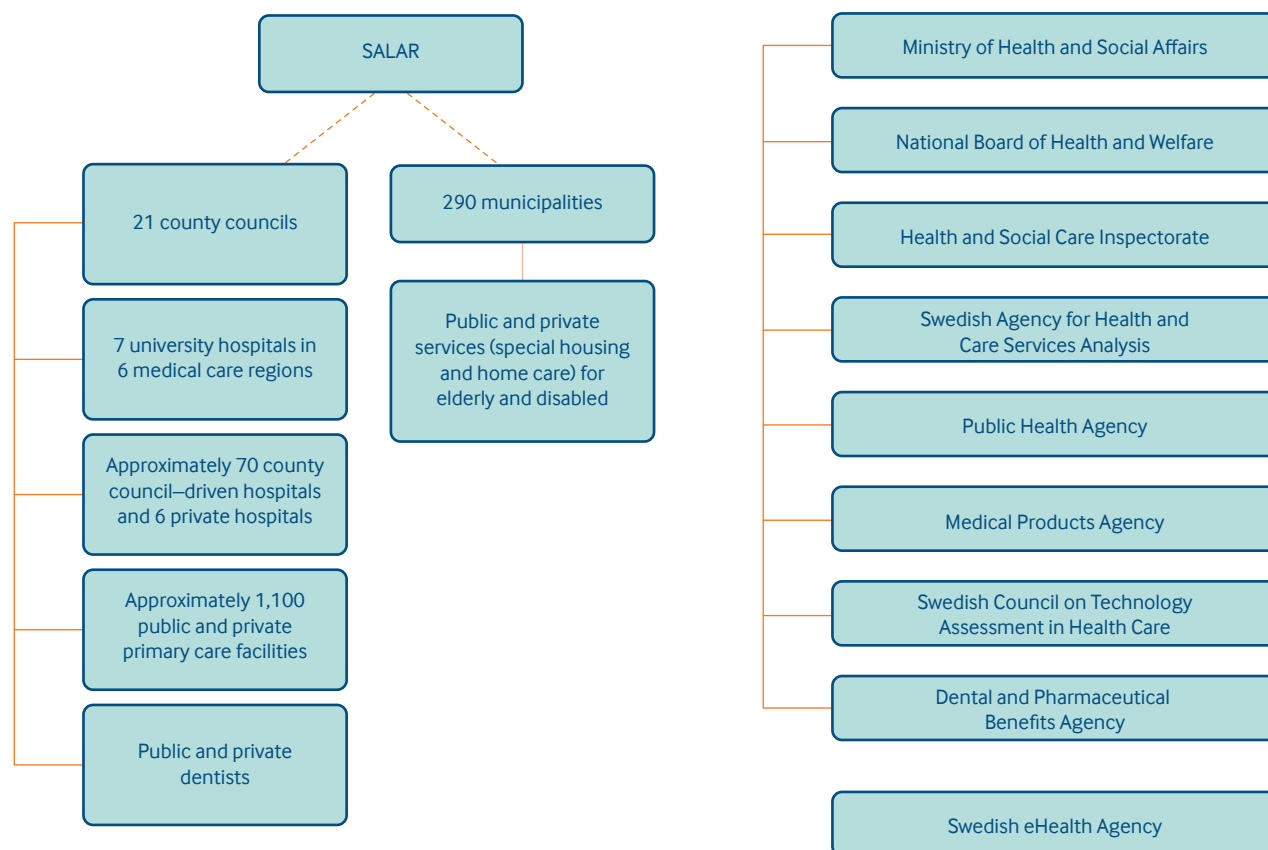 SALAR
21 county councils
7 university hospitals in
6 medical care regions
Approximately 70 county
council–driven hospitals
and 6 private hospitals
Approximately 1,100
public and private
primary care facilities
Public and private
dentists
290 municipalities
Public and private
services (special housing
and home care) for
elderly and disabled
Ministry of Health and Social Affairs
National Board of Health and Welfare
Health and Social Care Inspectorate
Swedish Agency for Health and
Care Services Analysis
Public Health Agency
Medical Products Agency
Swedish Council on Technology
Assessment in Health Care
Dental and Pharmaceutical
Benefits Agency
Swedish eHealth Agency